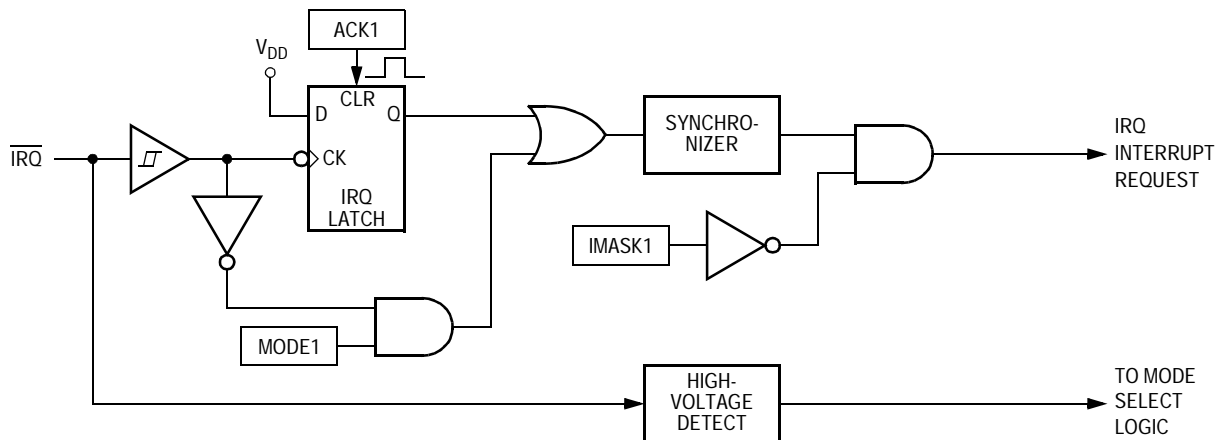 ACK1
VDD
CLR
D
Q
IRQ
CK
IRQ
LATCH
SYNCHRO-
NIZER
IRQ
INTERRUPT
REQUEST
IMASK1
MODE1
HIGH-
VOLTAGE
DETECT
TO MODE
SELECT
LOGIC